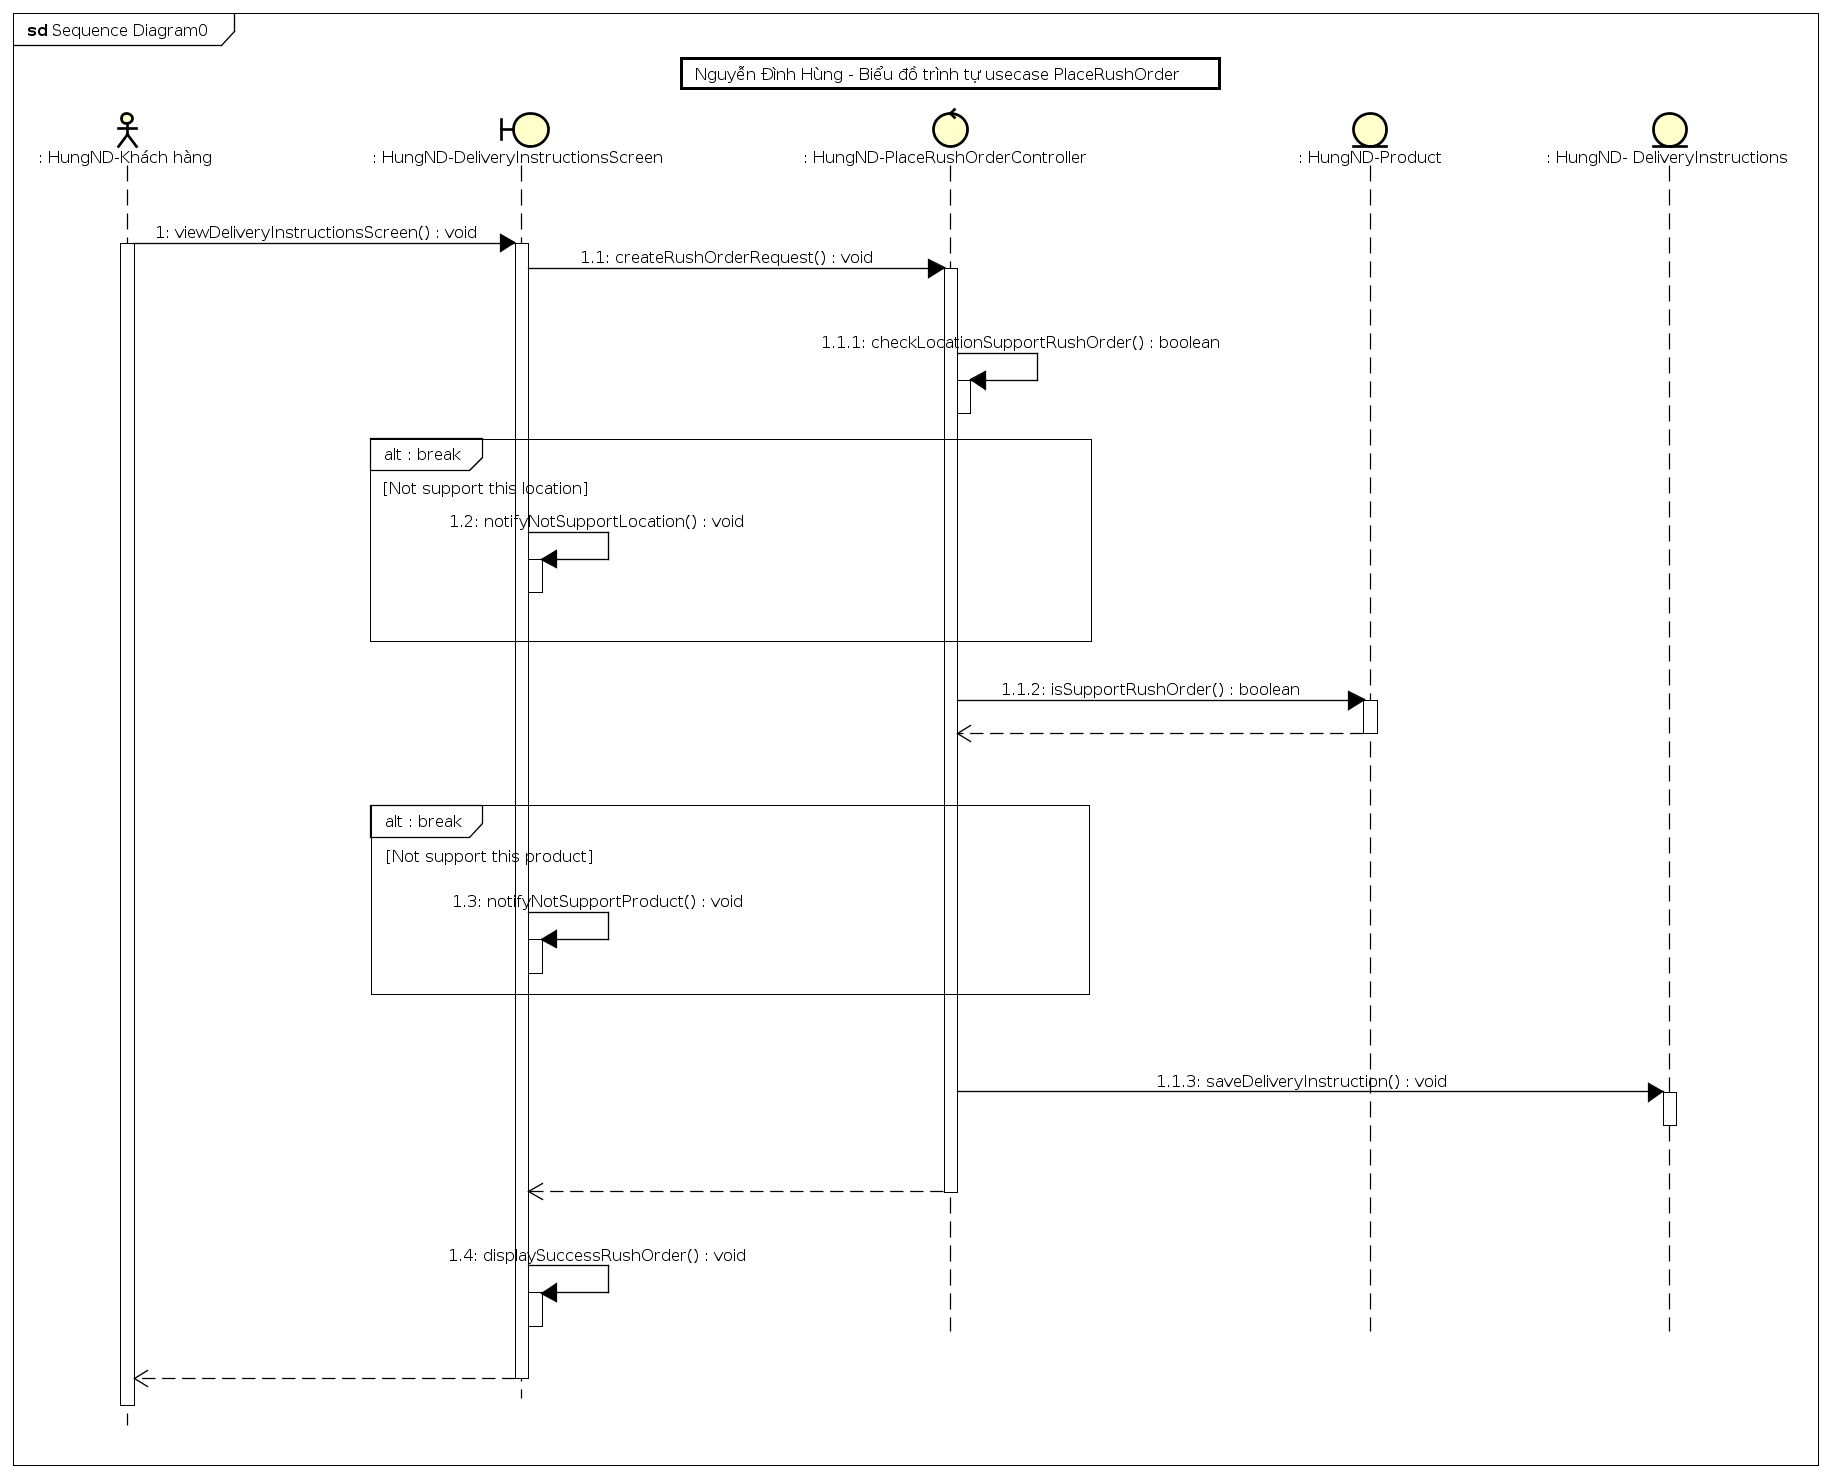 sd Sequence Diagram0
Nguyễn Đình Hùng - Biểu đồ trình tự usecase PlaceRushOrder
: HungND-Khách hàng
: HungND-DeliveryInstructionsScreen
: HungND-PlaceRushOrderController
: HungND-Product
: HungND- DeliveryInstructions
1: viewDeliveryInstructionsScreen() : void
1.1: createRushOrderRequest() : void
1.1.1: checkLocationSupportRushOrder() : boolean
alt : break
[Not support this location]
1.2: notifyNotSupportLocation() : void
1.1.2: isSupportRushOrder() : boolean
alt : break
[Not support this product]
1.3: notifyNotSupportProduct() : void
1.1.3: saveDeliveryInstruction() : void
1.4: displaySuccessRushOrder() : void